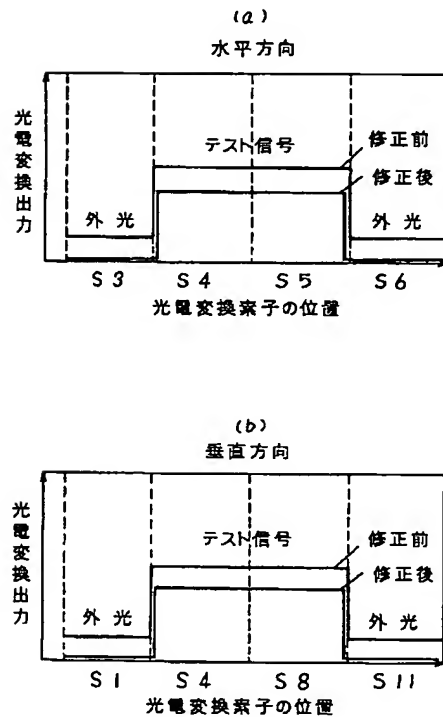 (a)
水平方向
光電変換出力
テスト信号
修正前
修正後
外光
外光
S3 S4 S5 S6
光電変換素子の位置
(b)
垂直方向
光電変換出力
テスト信号
修正前
修正後
外光
外光
S1 S4 S8 S11
光電変換素子の位置